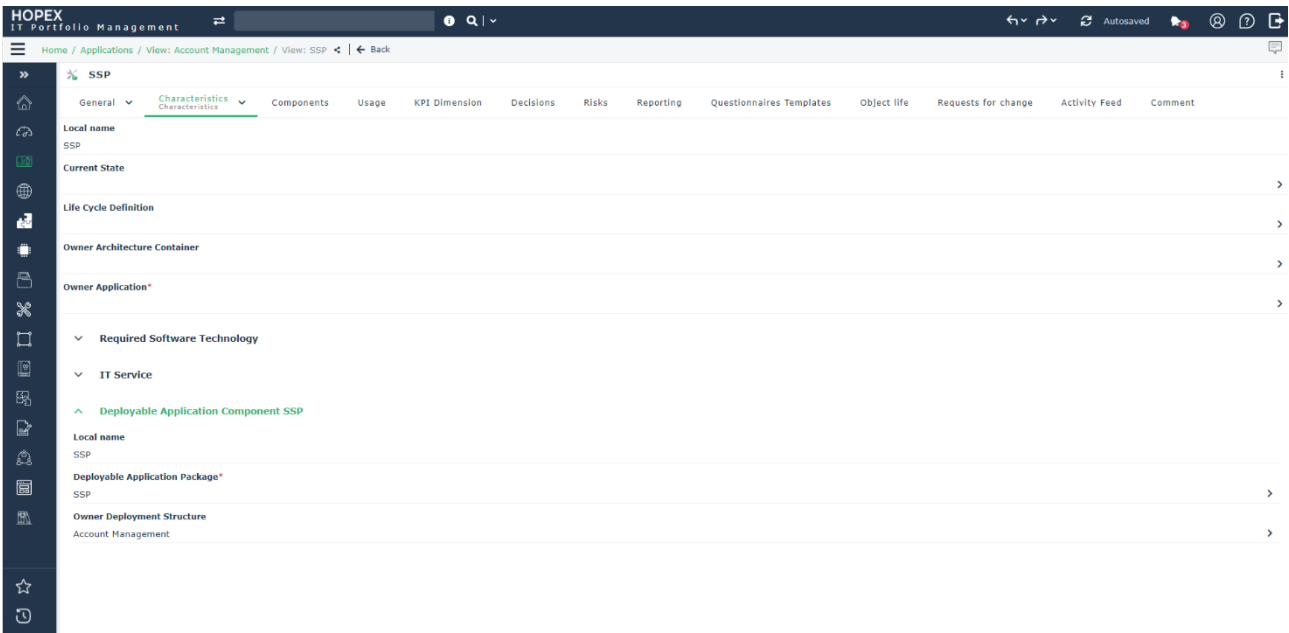 HOPEX
IT Portfolio Management
Autosaved
3
Home / Applications / View: Account Management / View: SSP
Back
SSP
General
Characteristics
Characteristics
Components
Usage
KPI Dimension
Decisions
Risks
Reporting
Questionnaires Templates
Object life
Requests for change
Activity Feed
Comment
Local name
SSP
Current State
Life Cycle Definition
Owner Architecture Container
Owner Application*
Required Software Technology
IT Service
Deployable Application Component SSP
Local name
SSP
Deployable Application Package*
SSP
Owner Deployment Structure
Account Management